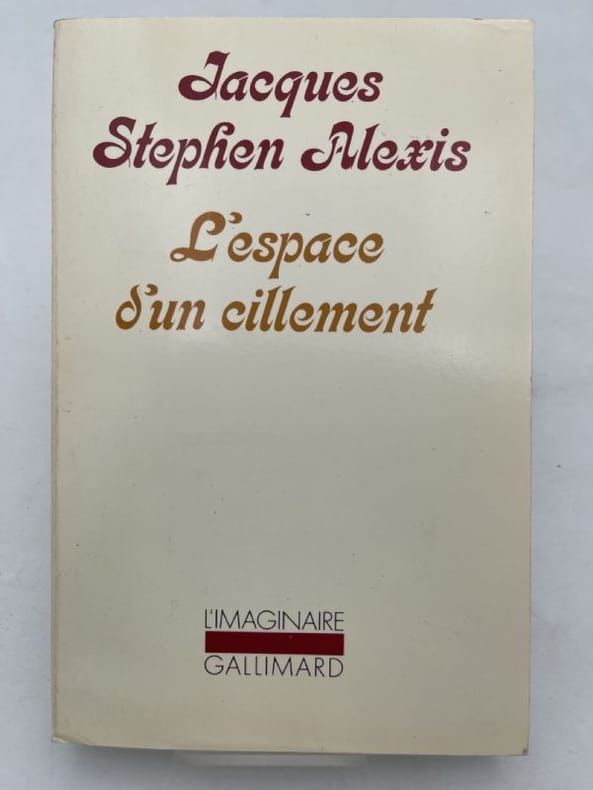 Jacques
Stephen Alexis
L'espace
d'un cillement
L'IMAGINAIRE
GALLIMARD